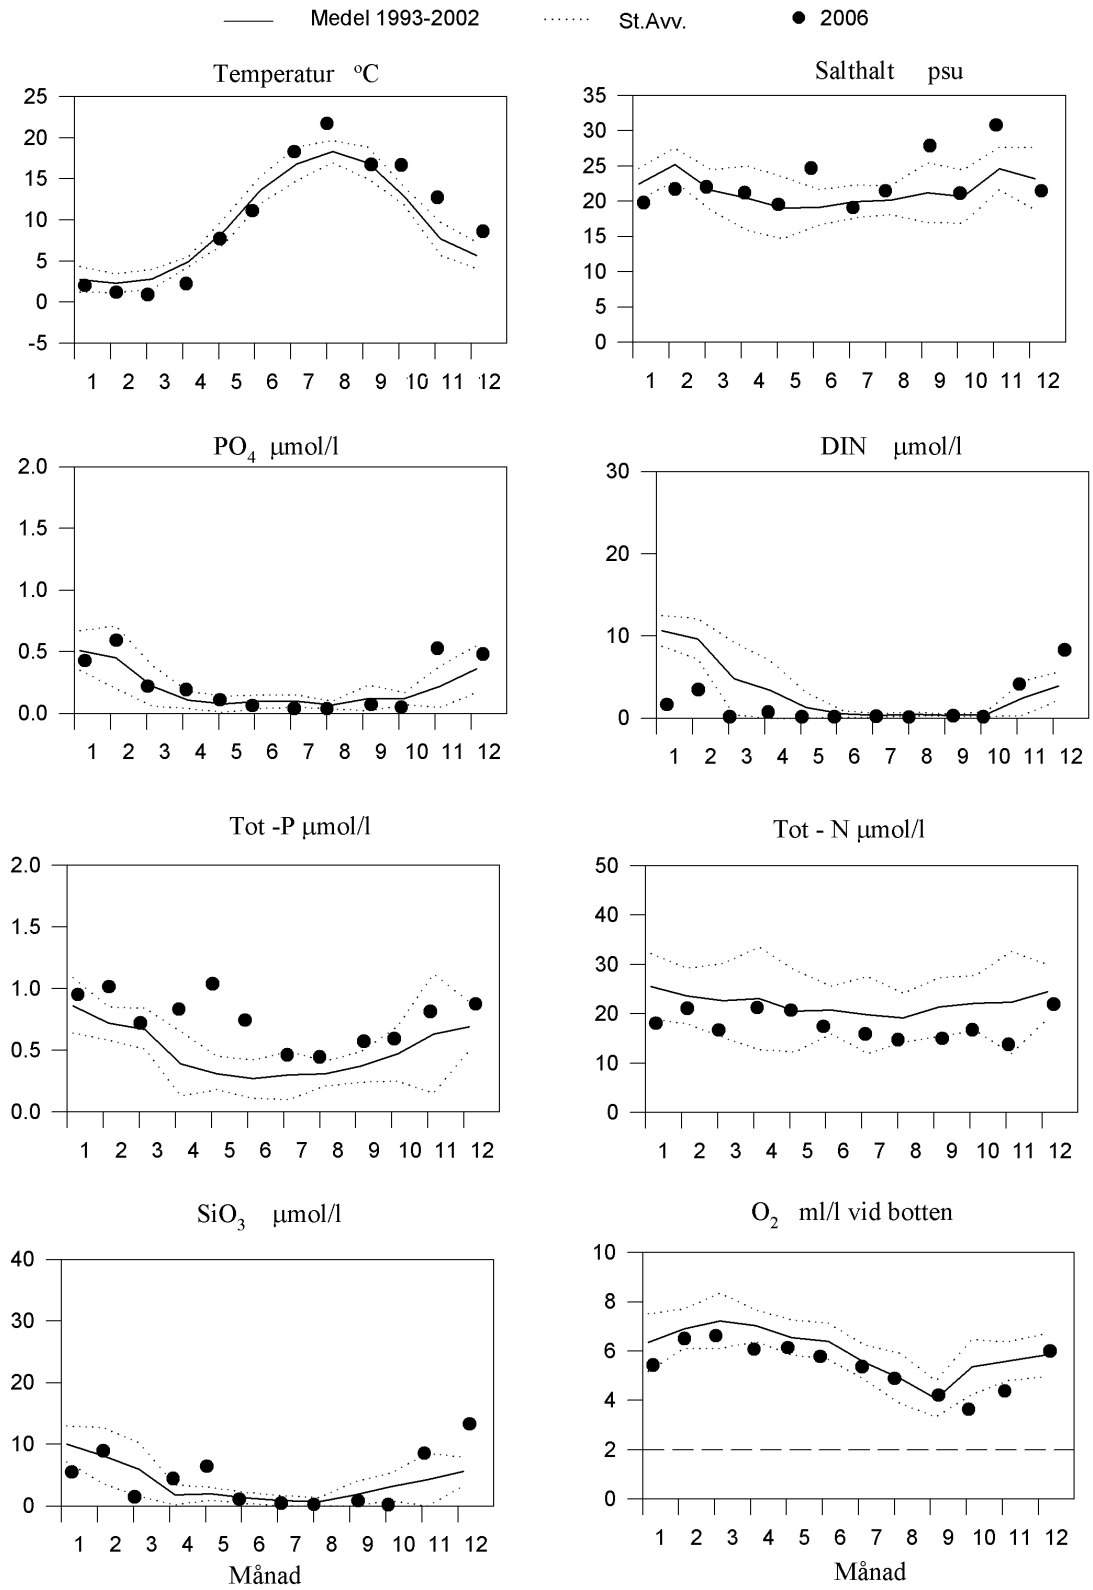 Medel 1993-2002 St.Avv. 2006
Temperatur °C
25
20
15
10
5
0
-5
1 2 3 4 5 6 7 8 9 10 11 12
Salthalt psu
35
30
25
20
15
10
5
0
1 2 3 4 5 6 7 8 9 10 11 12
PO4 µmol/l
2.0
1.5
1.0
0.5
0.0
1 2 3 4 5 6 7 8 9 10 11 12
DIN µmol/l
30
20
10
0
1 2 3 4 5 6 7 8 9 10 11 12
Tot -P µmol/l
2.0
1.5
1.0
0.5
0.0
1 2 3 4 5 6 7 8 9 10 11 12
Tot - N µmol/l
50
40
30
20
10
0
1 2 3 4 5 6 7 8 9 10 11 12
SiO3 µmol/l
40
30
20
10
0
1 2 3 4 5 6 7 8 9 10 11 12
Månad
O2 ml/l vid botten
10
8
6
4
2
0
1 2 3 4 5 6 7 8 9 10 11 12
Månad